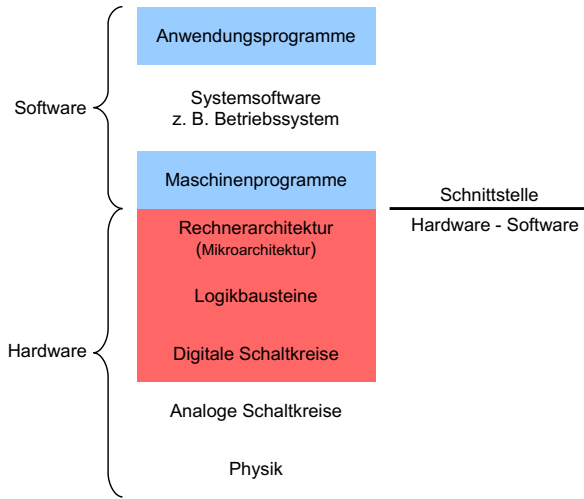 Anwendungsprogramme
Software
Systemsoftware
z. B. Betriebssystem
Maschinenprogramme
Schnittstelle
Hardware - Software
Rechnerarchitektur
(Mikroarchitektur)
Logikbausteine
Hardware
Digitale Schaltkreise
Analoge Schaltkreise
Physik